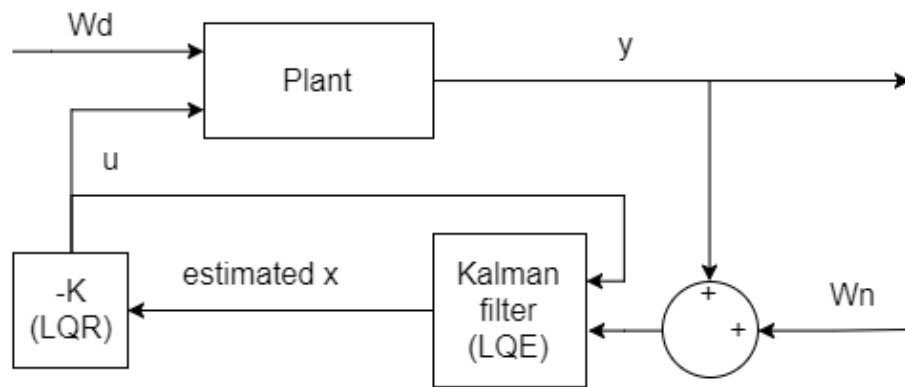 Wd
Plant
y
u
-K
(LQR)
estimated x
Kalman
filter
(LQE)
+
+
Wn